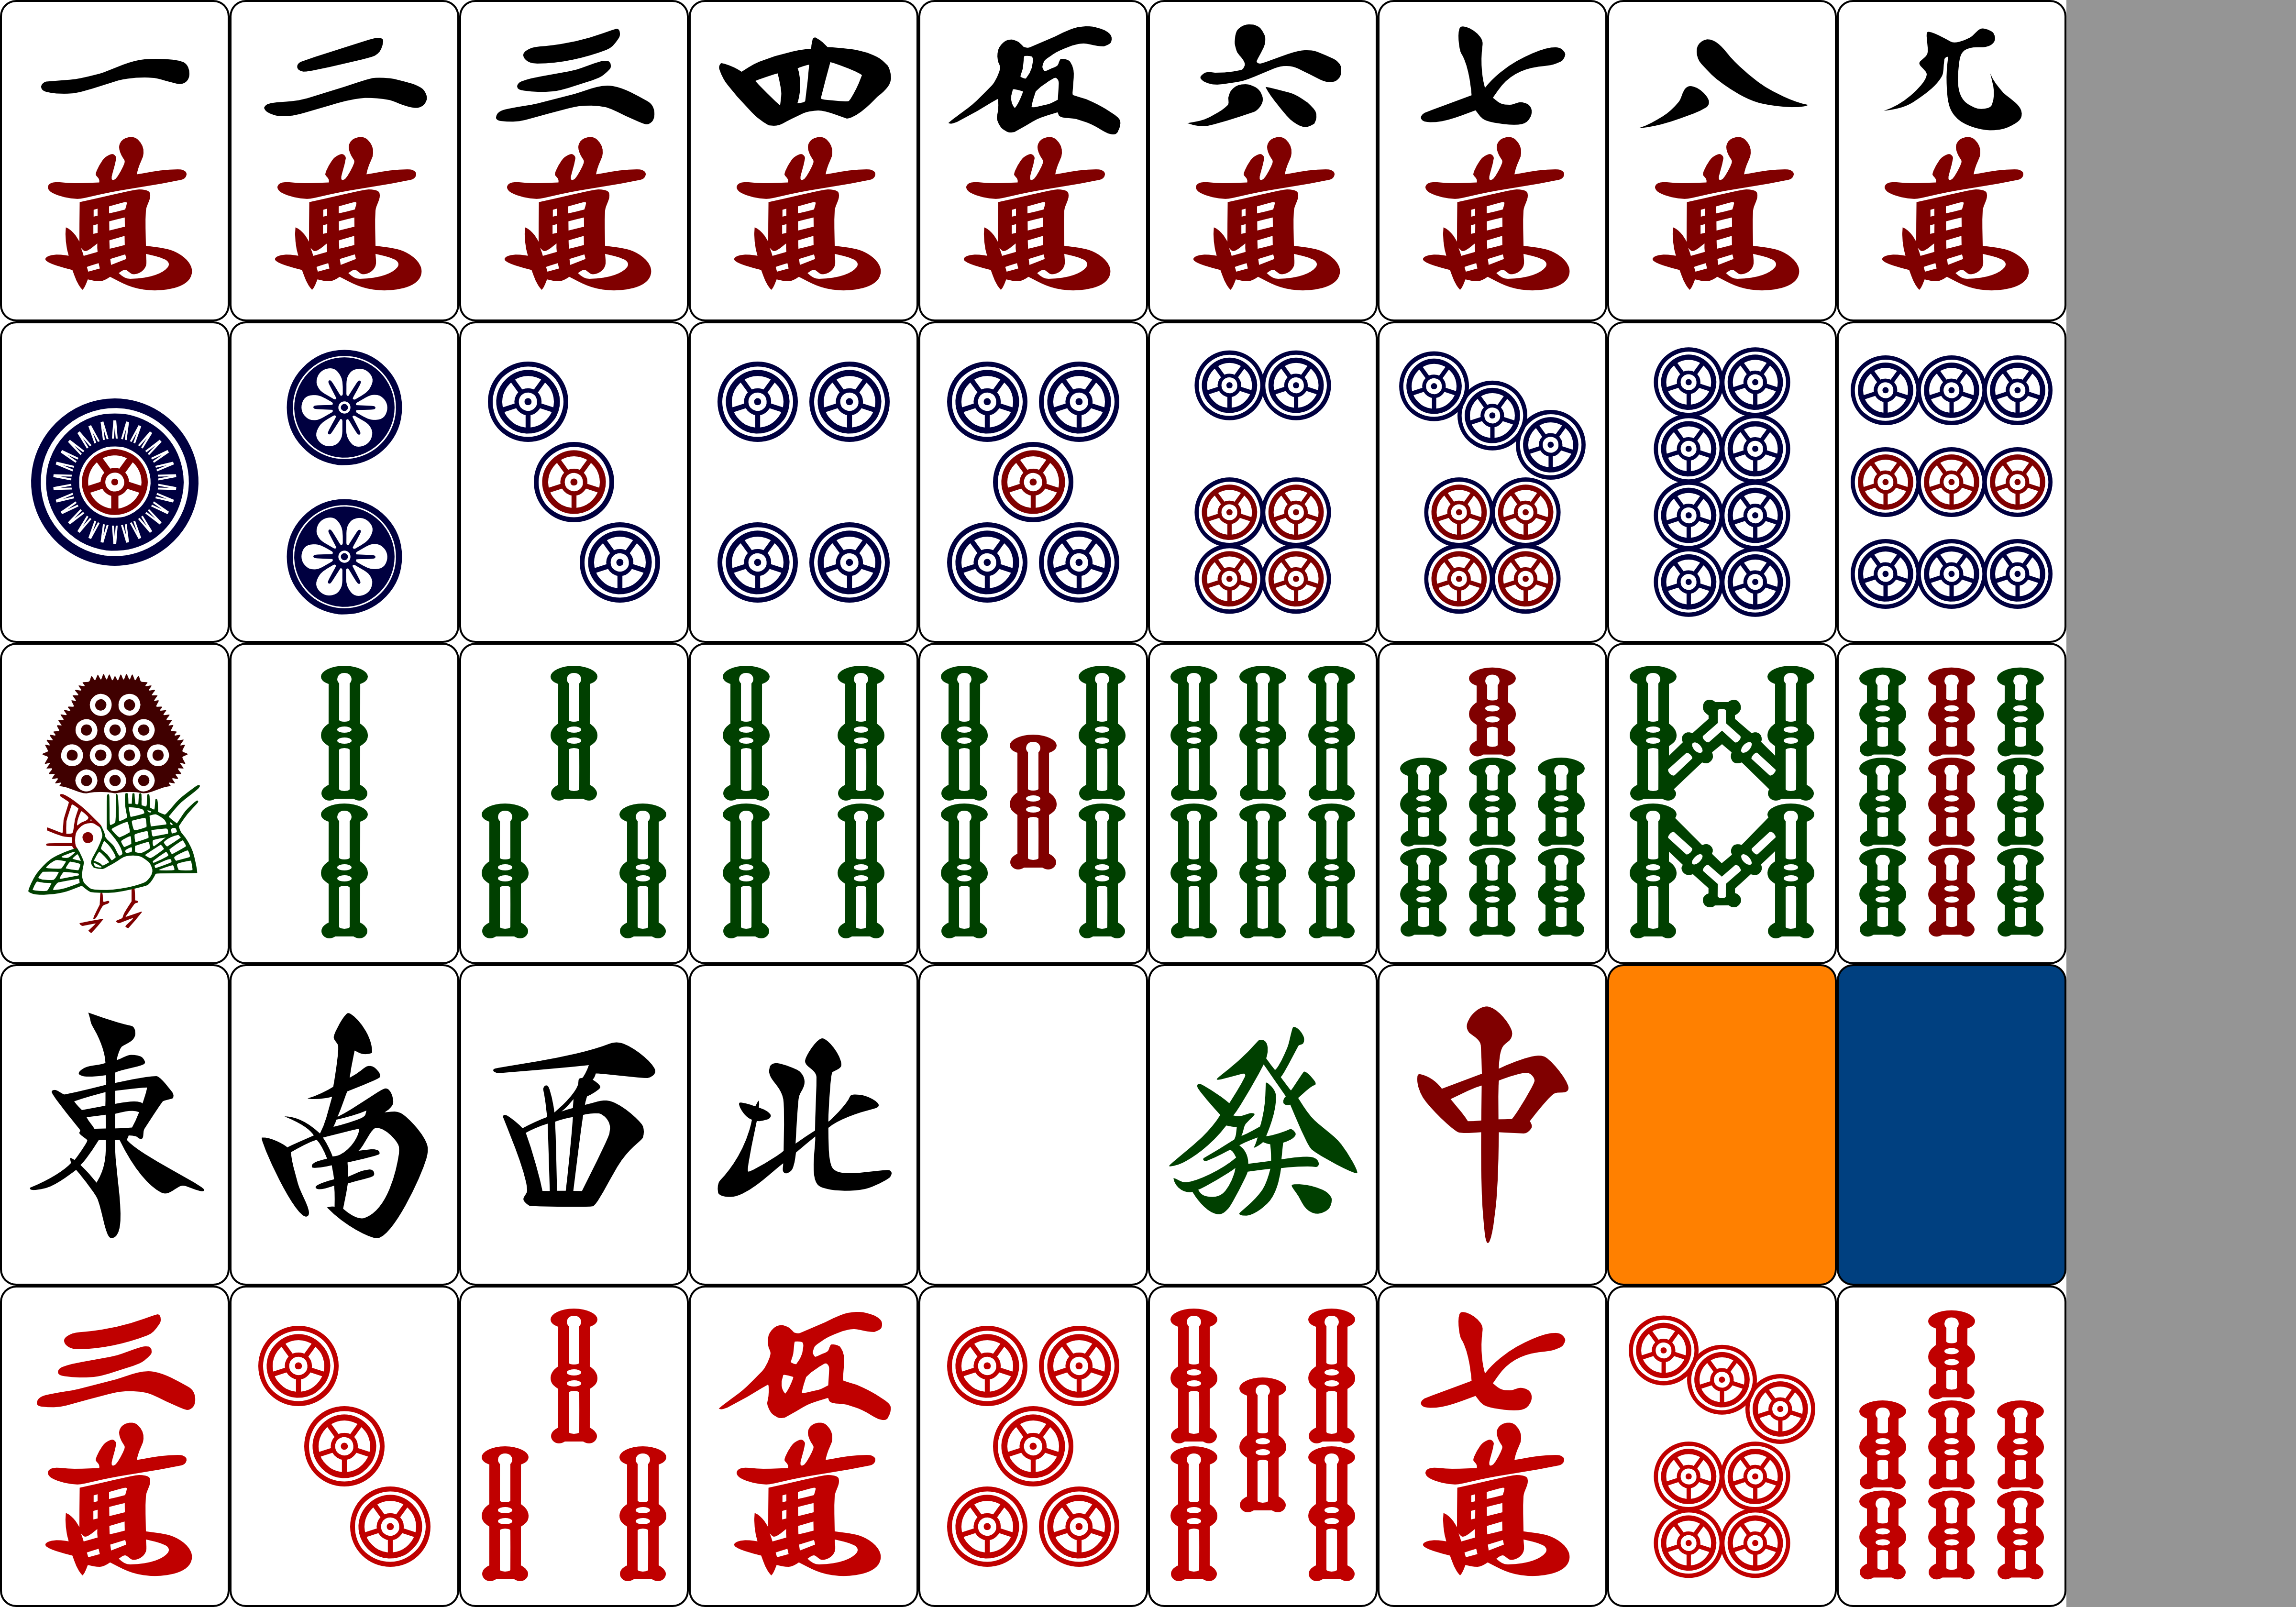 一 二 三 四 伍 六 七 八 九
萬 萬 萬 萬 萬 萬 萬 萬 萬
東 南 西 北 發 中
三 伍 七
萬 萬 萬